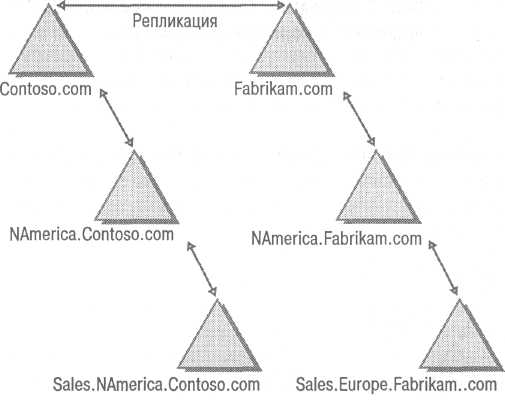 Репликация
Contoso.com
Fabrikam.com
NAmerica.Contoso.com
NAmerica.Fabrikam.com
Sales.NAmerica.Contoso.com
Sales.Europe.Fabrikam..com